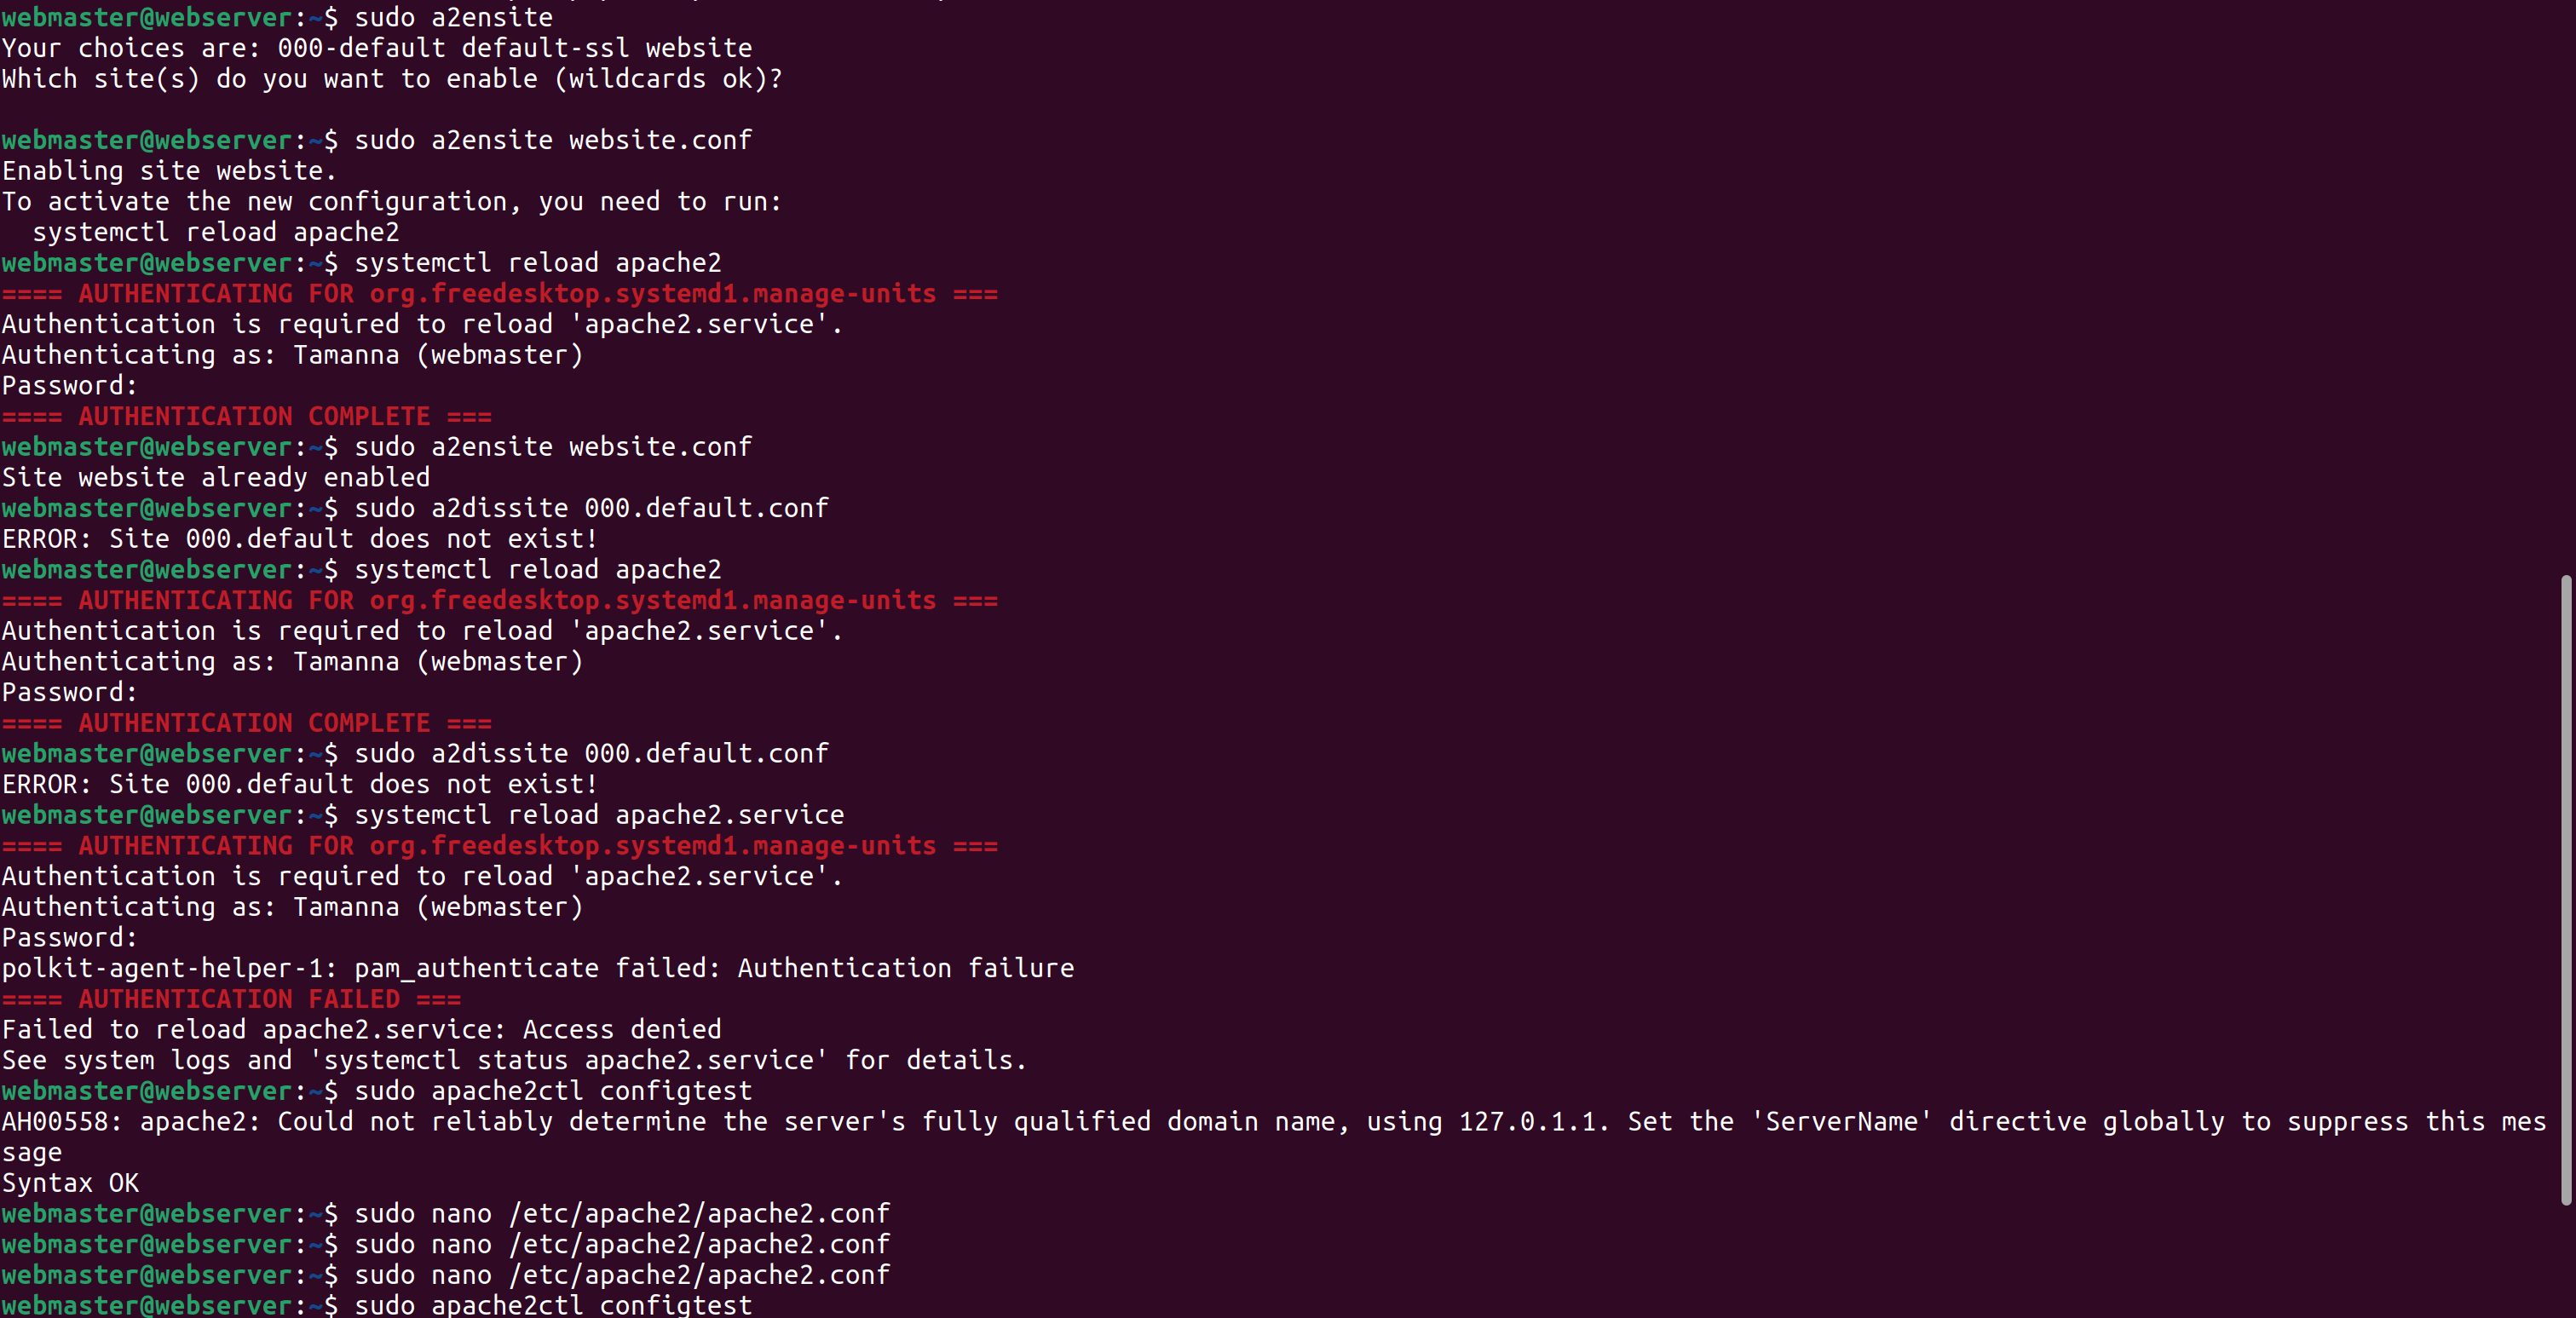 webmaster@webserver:~$ sudo a2ensite
Your choices are: 000-default default-ssl website
Which site(s) do you want to enable (wildcards ok)?
webmaster@webserver:~$ sudo a2ensite website.conf
Enabling site website.
To activate the new configuration, you need to run:
  systemctl reload apache2
webmaster@webserver:~$ systemctl reload apache2
==== AUTHENTICATING FOR org.freedesktop.systemd1.manage-units ===
Authentication is required to reload 'apache2.service'.
Authenticating as: Tamanna (webmaster)
Password:
==== AUTHENTICATION COMPLETE ===
webmaster@webserver:~$ sudo a2ensite website.conf
Site website already enabled
webmaster@webserver:~$ sudo a2dissite 000.default.conf
ERROR: Site 000.default does not exist!
webmaster@webserver:~$ systemctl reload apache2
==== AUTHENTICATING FOR org.freedesktop.systemd1.manage-units ===
Authentication is required to reload 'apache2.service'.
Authenticating as: Tamanna (webmaster)
Password:
==== AUTHENTICATION COMPLETE ===
webmaster@webserver:~$ sudo a2dissite 000.default.conf
ERROR: Site 000.default does not exist!
webmaster@webserver:~$ systemctl reload apache2.service
==== AUTHENTICATING FOR org.freedesktop.systemd1.manage-units ===
Authentication is required to reload 'apache2.service'.
Authenticating as: Tamanna (webmaster)
Password:
polkit-agent-helper-1: pam_authenticate failed: Authentication failure
==== AUTHENTICATION FAILED ===
Failed to reload apache2.service: Access denied
See system logs and 'systemctl status apache2.service' for details.
webmaster@webserver:~$ sudo apache2ctl configtest
AH00558: apache2: Could not reliably determine the server's fully qualified domain name, using 127.0.1.1. Set the 'ServerName' directive globally to suppress this mes
sage
Syntax OK
webmaster@webserver:~$ sudo nano /etc/apache2/apache2.conf
webmaster@webserver:~$ sudo nano /etc/apache2/apache2.conf
webmaster@webserver:~$ sudo nano /etc/apache2/apache2.conf
webmaster@webserver:~$ sudo apache2ctl configtest